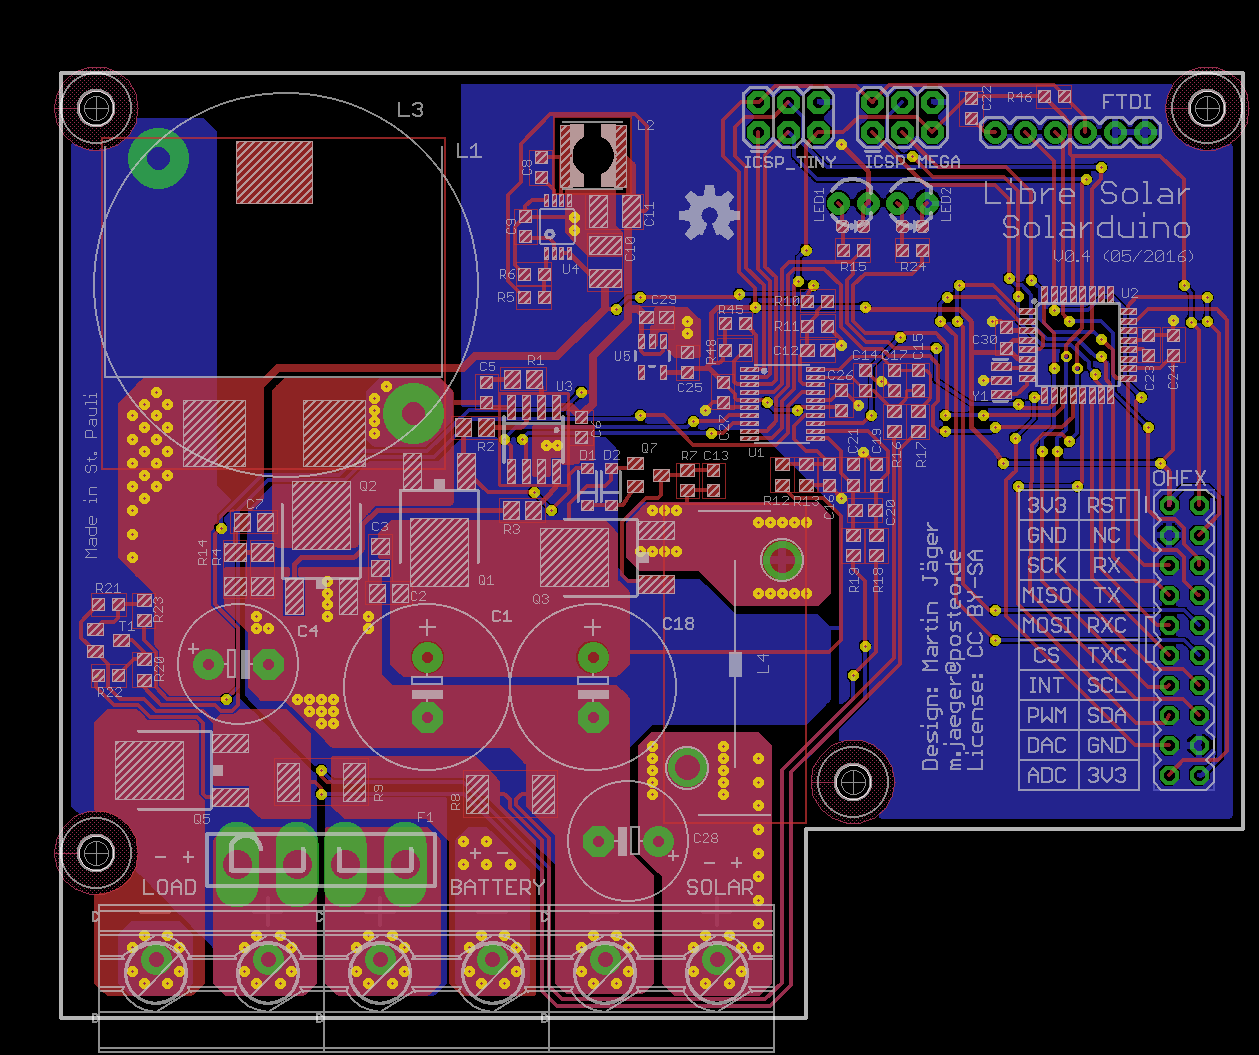 L3
L1
L2
C8
C9
C11
C10
U4
R6
R5
ICSP_TINY
ICSP_MEGA
C22
R46
FTDI
LED1
LED2
R15
R24
Libre Solar
Solarduino
V0.4 (05/2016)
C29
R45
R10
R11
C12
R48
U5
C25
C27
U1
C14
C17
C15
C26
C21
C19
R16
R17
U2
C30
Y1
C23
C24
C5
R1
U3
R2
C6
D1
D2
Q7
R7
C13
R12
R13
C16
C20
R19
R18
R3
Made in St. Pauli
Q2
C7
R14
R4
C3
C2
Q1
Q3
R21
R23
T1
R20
R22
C4
+
C1
+
C18
+
L4
OHEX
3V3 RST
GND NC
SCK RX
MISO TX
MOSI RXC
CS TXC
INT SCL
PWM SDA
DAC GND
ADC 3V3
Design: Martin Jäger
m.jaeger@posteo.de
License: CC BY-SA
Q5
R9
R8
F1
C28
+
- +
LOAD
+ -
BATTERY
- +
SOLAR